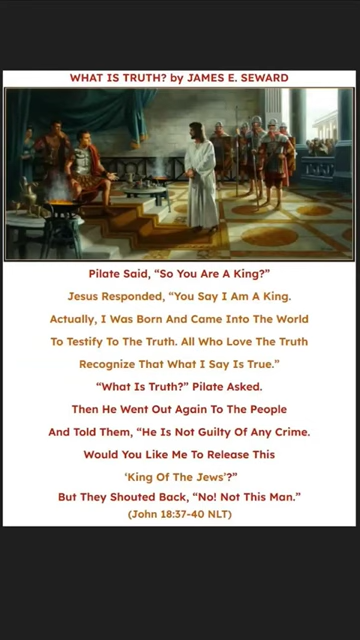 WHAT IS TRUTH? by JAMES E. SEWARD
Pilate Said, “So You Are A King?”
Jesus Responded, “You Say I Am A King.
Actually, I Was Born And Came Into The World
To Testify To The Truth. All Who Love The Truth
Recognize That What I Say Is True.”
“What Is Truth?” Pilate Asked.
Then He Went Out Again To The People
And Told Them, “He Is Not Guilty Of Any Crime.
Would You Like Me To Release This
‘King Of The Jews’?”
But They Shouted Back, “No! Not This Man.”
(John 18:37-40 NLT)